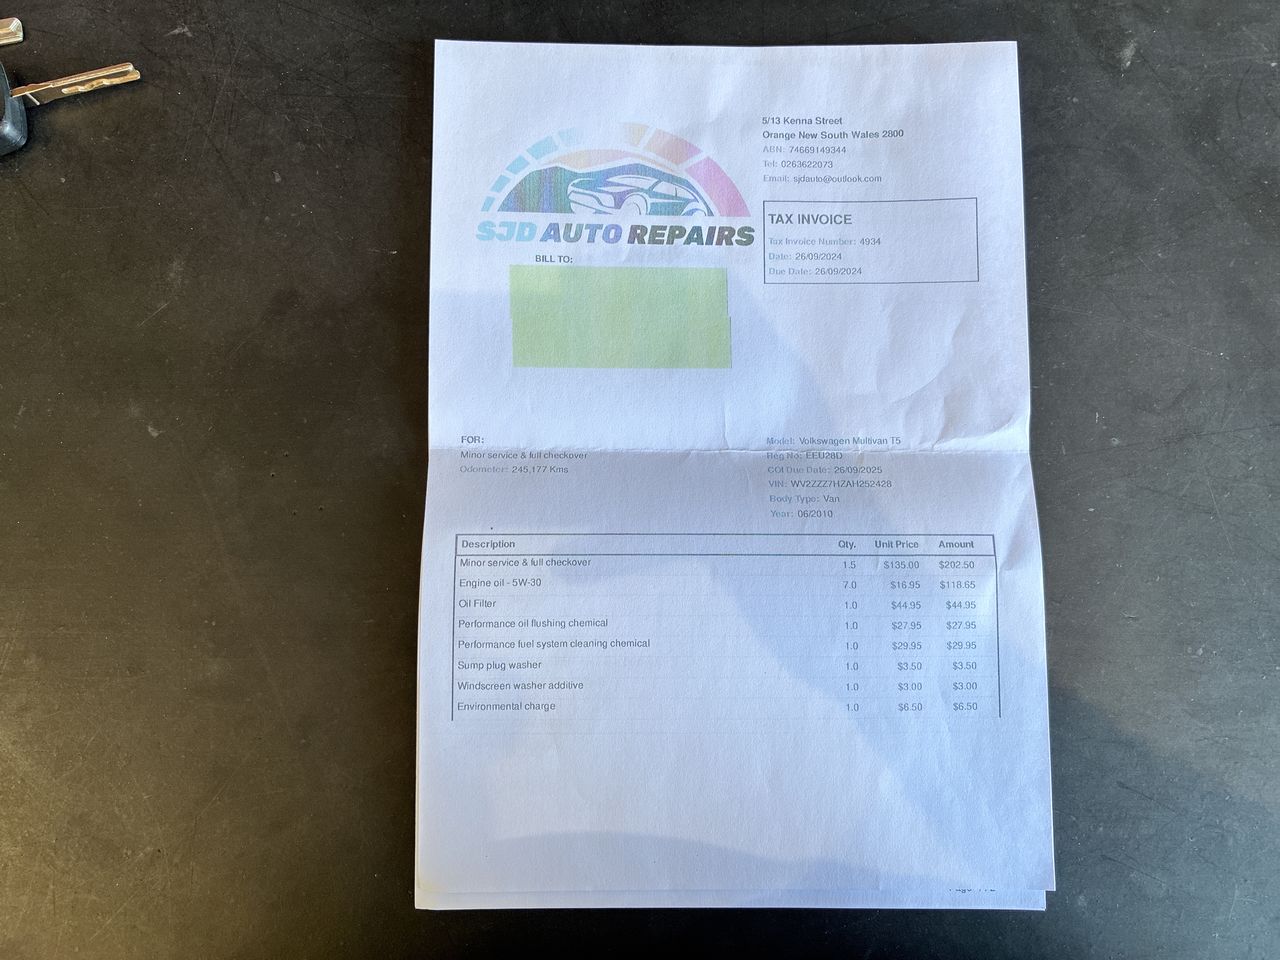 5/13 Kenna Street
Orange New South Wales 2800
ABN: 74669149344
Tel: 0263622073
Email: sjdauto@outlook.com
SJD AUTO REPAIRS
TAX INVOICE
Tax Invoice Number: 4934
Date: 26/09/2024
Due Date: 26/09/2024
BILL TO:
FOR:
Minor service & full checkover
Odometer: 245,177 Kms
Model: Volkswagen Multivan T5
Reg No: EEU28D
COI Due Date: 26/09/2025
VIN: WV2ZZZ7HZAH252428
Body Type: Van
Year: 06/2010
Description Qty. Unit Price Amount
Minor service & full checkover 1.5 $135.00 $202.50
Engine oil - 5W-30 7.0 $16.95 $118.65
Oil Filter 1.0 $44.95 $44.95
Performance oil flushing chemical 1.0 $27.95 $27.95
Performance fuel system cleaning chemical 1.0 $29.95 $29.95
Sump plug washer 1.0 $3.50 $3.50
Windscreen washer additive 1.0 $3.00 $3.00
Environmental charge 1.0 $6.50 $6.50